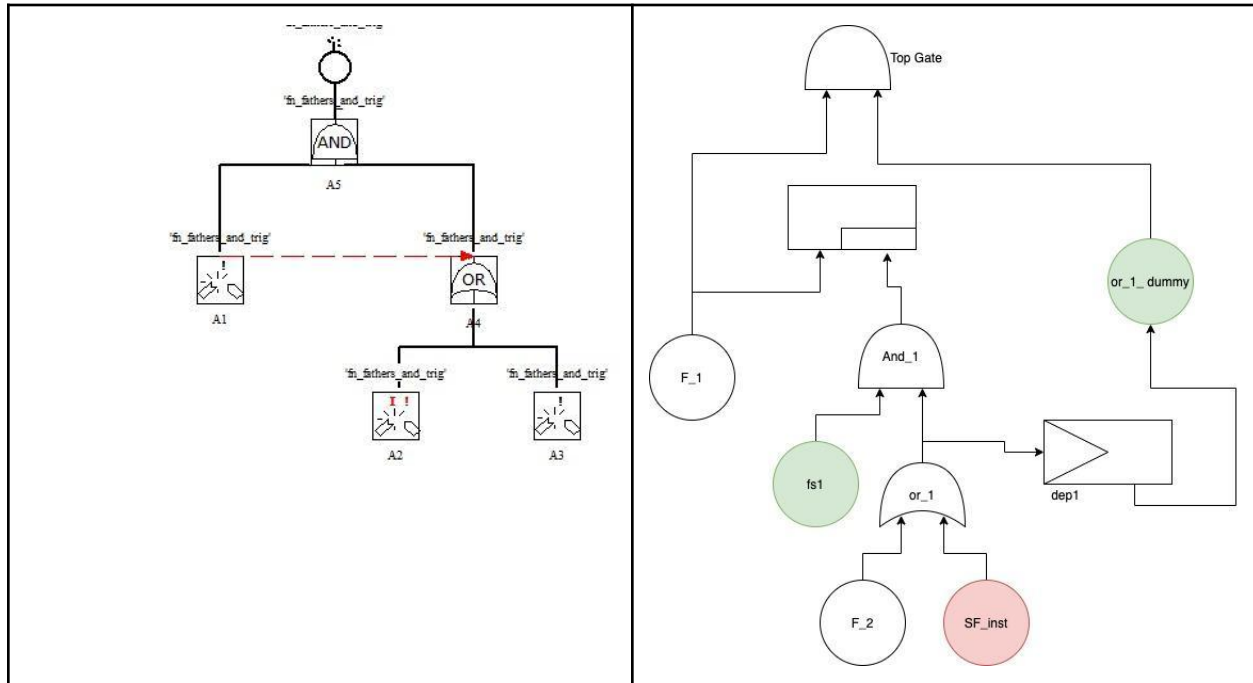 'fn_fathers_and_trig'
AND
A5
'fn_fathers_and_trig'
'fn_fathers_and_trig'
!
OR
A1
A4
'fn_fathers_and_trig'
'fn_fathers_and_trig'
I !
!
A2
A3
Top Gate
or_1_ dummy
F_1
And_1
fs1
or_1
dep1
F_2
SF_inst